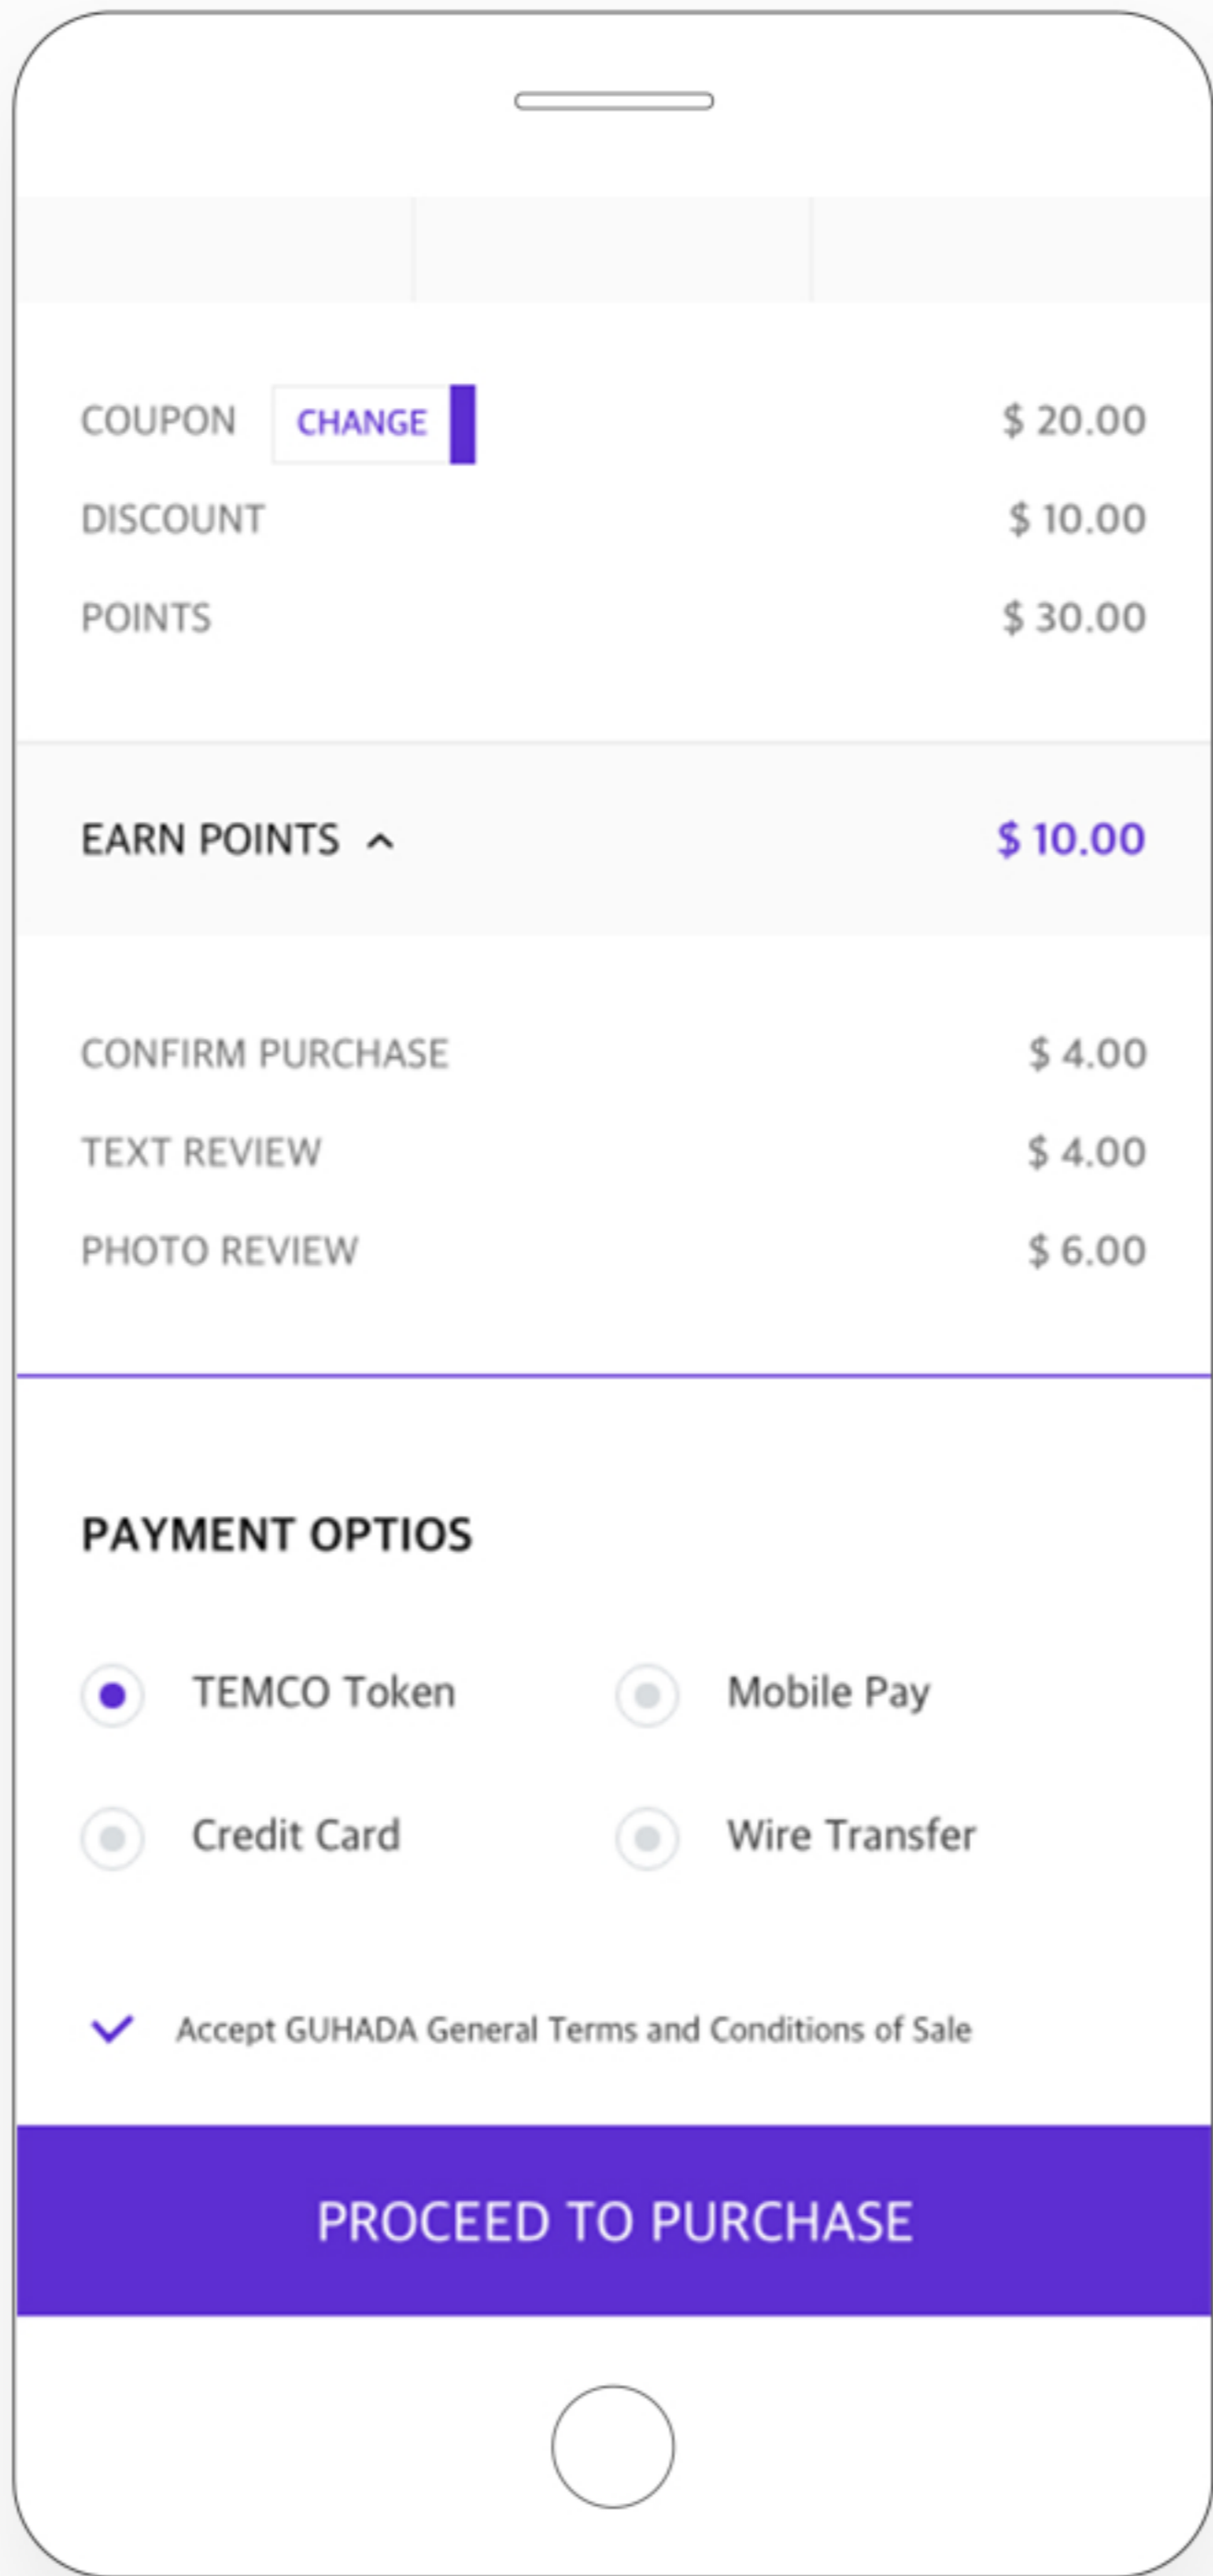 COUPON CHANGE $ 20.00
DISCOUNT $ 10.00
POINTS $ 30.00
EARN POINTS $ 10.00
CONFIRM PURCHASE $ 4.00
TEXT REVIEW $ 4.00
PHOTO REVIEW $ 6.00
PAYMENT OPTIOS
TEMCO Token Mobile Pay
Credit Card Wire Transfer
Accept GUHADA General Terms and Conditions of Sale
PROCEED TO PURCHASE